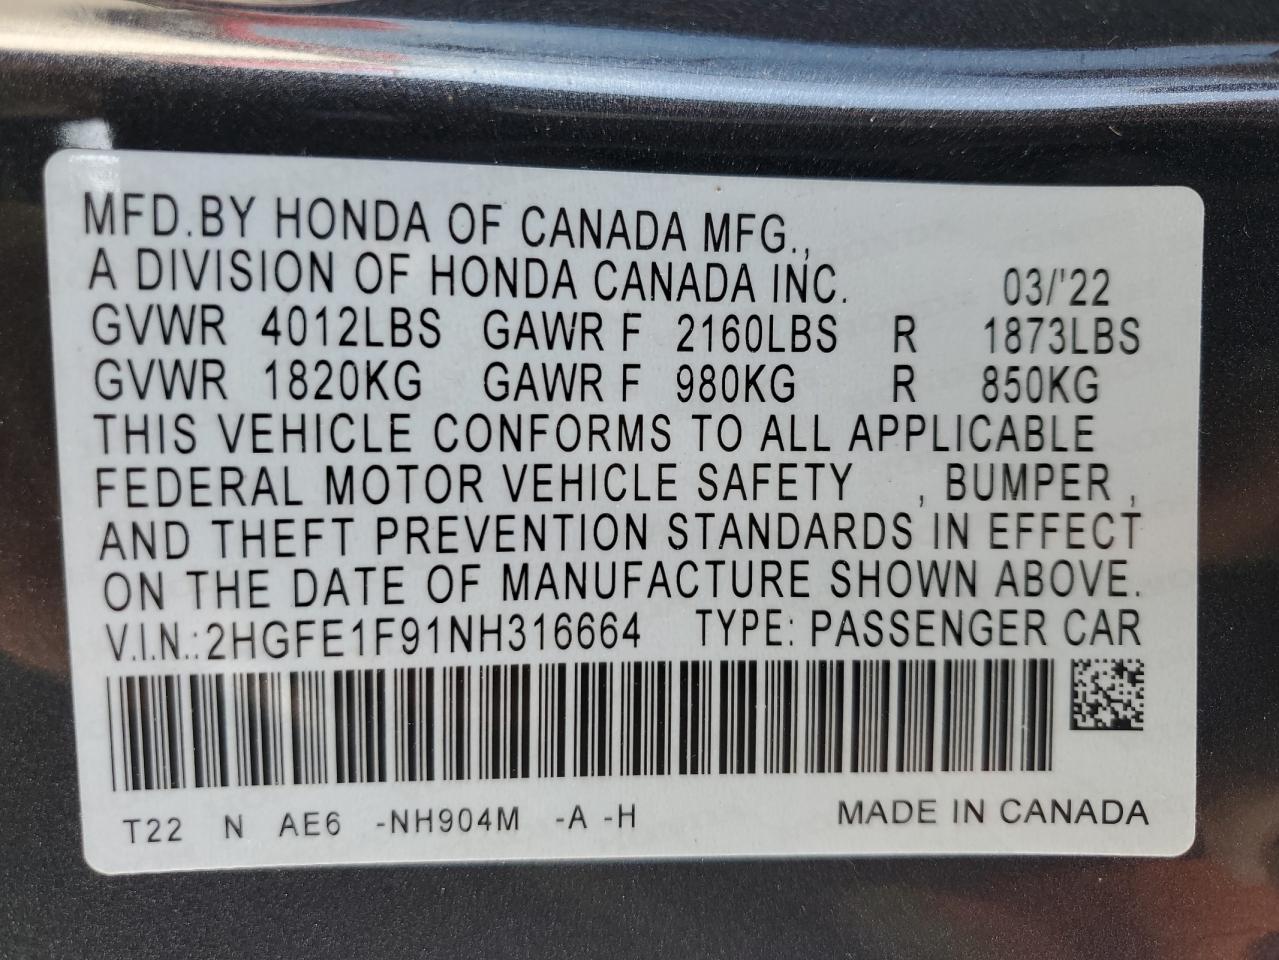 MFD.BY HONDA OF CANADA MFG.,
A DIVISION OF HONDA CANADA INC. 03/'22
GVWR 4012LBS GAWR F 2160LBS R 1873LBS
GVWR 1820KG GAWR F 980KG R 850KG
THIS VEHICLE CONFORMS TO ALL APPLICABLE
FEDERAL MOTOR VEHICLE SAFETY , BUMPER ,
AND THEFT PREVENTION STANDARDS IN EFFECT
ON THE DATE OF MANUFACTURE SHOWN ABOVE.
V.I.N.:2HGFE1F91NH316664 TYPE: PASSENGER CAR
T22 N AE6 -NH904M -A -H MADE IN CANADA